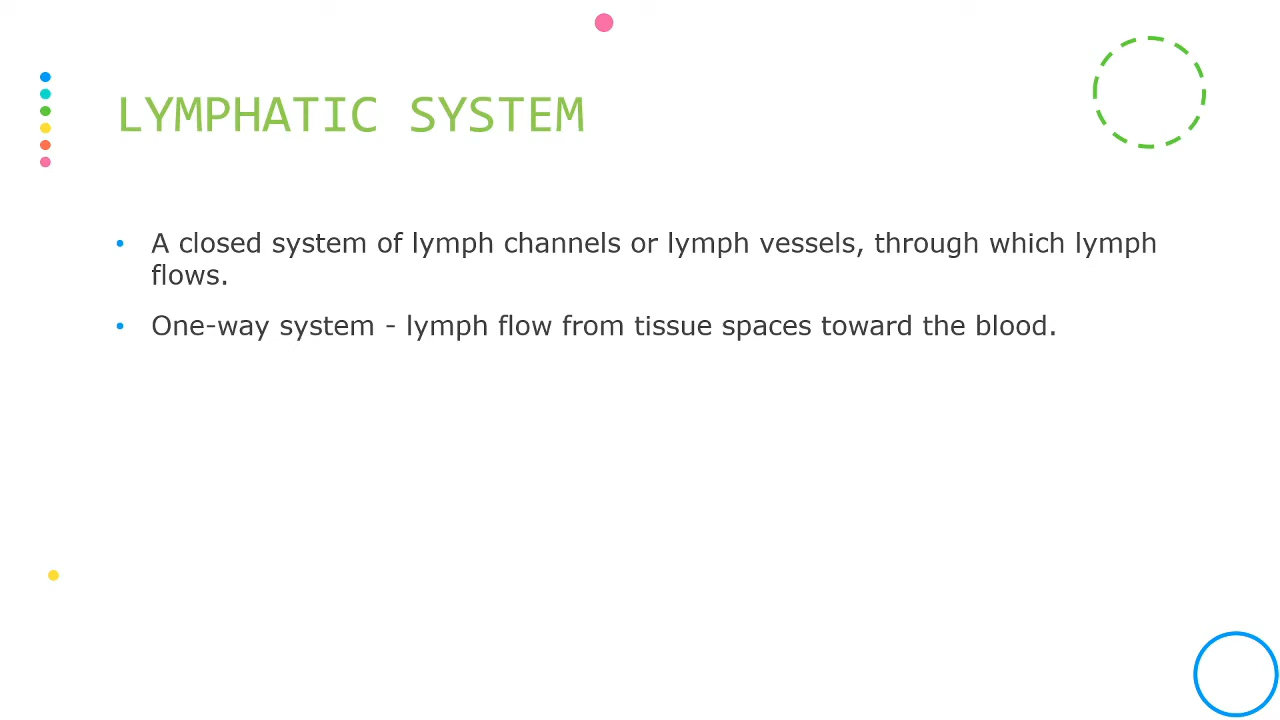 LYMPHATIC SYSTEM
• A closed system of lymph channels or lymph vessels, through which lymph
flows.
• One-way system - lymph flow from tissue spaces toward the blood.